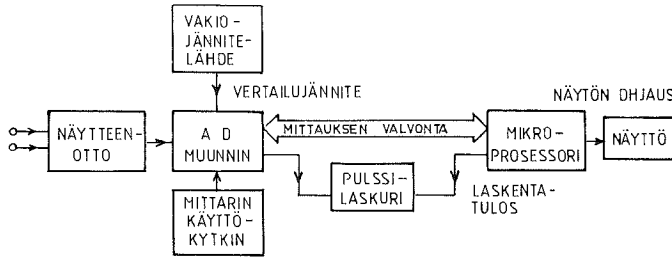 VAKIO-
JÄNNITE-
LÄHDE
VERTAILUJÄNNITE
NÄYTÖN OHJAUS
NÄYTTEEN-
OTTO
A D
MUUNNIN
MITTAUKSEN VALVONTA
MIKRO-
PROSESSORI
NÄYTTÖ
PULSSI-
LASKURI
LASKENTA-
TULOS
MITTARIN
KÄYTTÖ-
KYTKIN